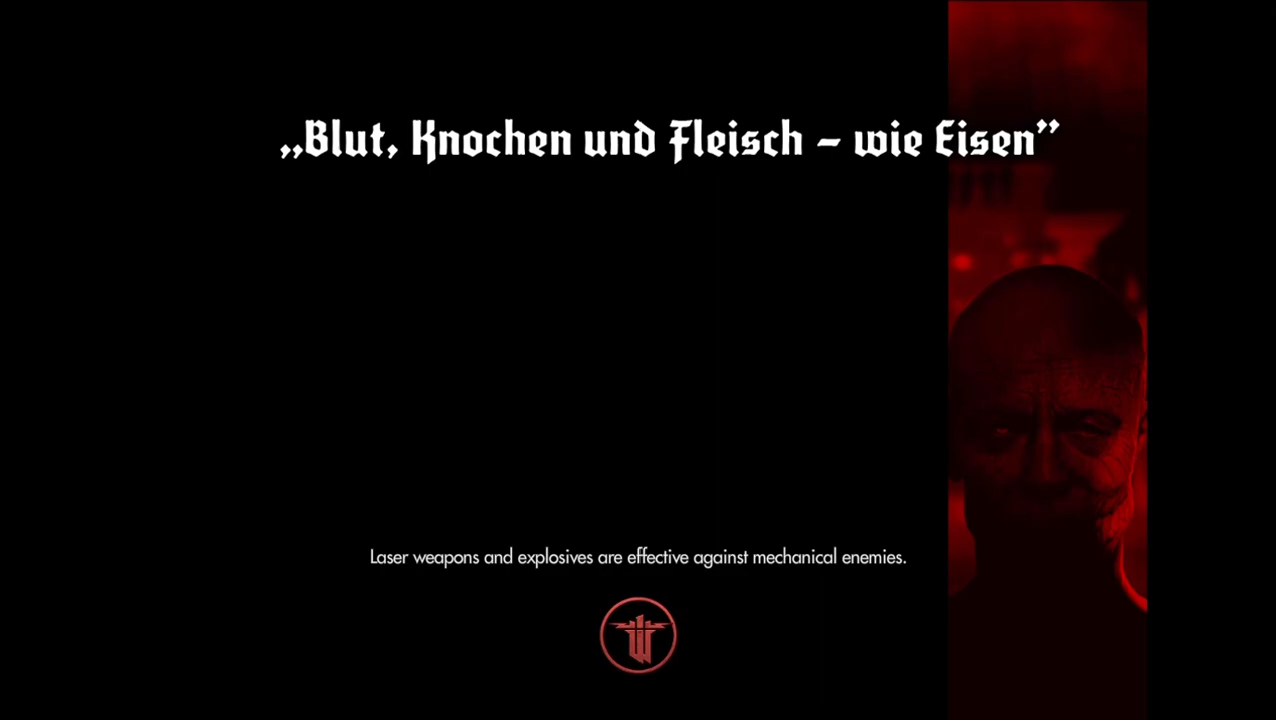 „Blut, Knochen und Fleisch – wie Eisen”
Laser weapons and explosives are effective against mechanical enemies.